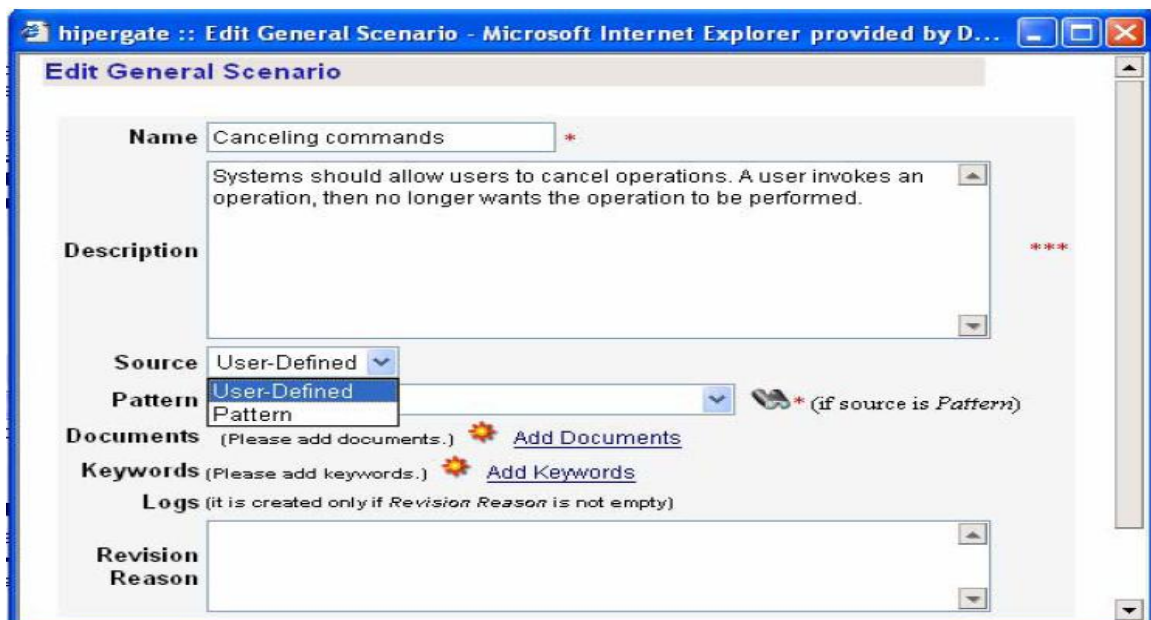 hipergate :: Edit General Scenario - Microsoft Internet Explorer provided by D...
Edit General Scenario
Name Canceling commands *
Systems should allow users to cancel operations. A user invokes an
operation, then no longer wants the operation to be performed.
Description ***
Source User-Defined
User-Defined
Pattern * (if source is Pattern)
Pattern
Documents (Please add documents.) Add Documents
Keywords (Please add keywords.) Add Keywords
Logs (it is created only if Revision Reason is not empty)
Revision
Reason